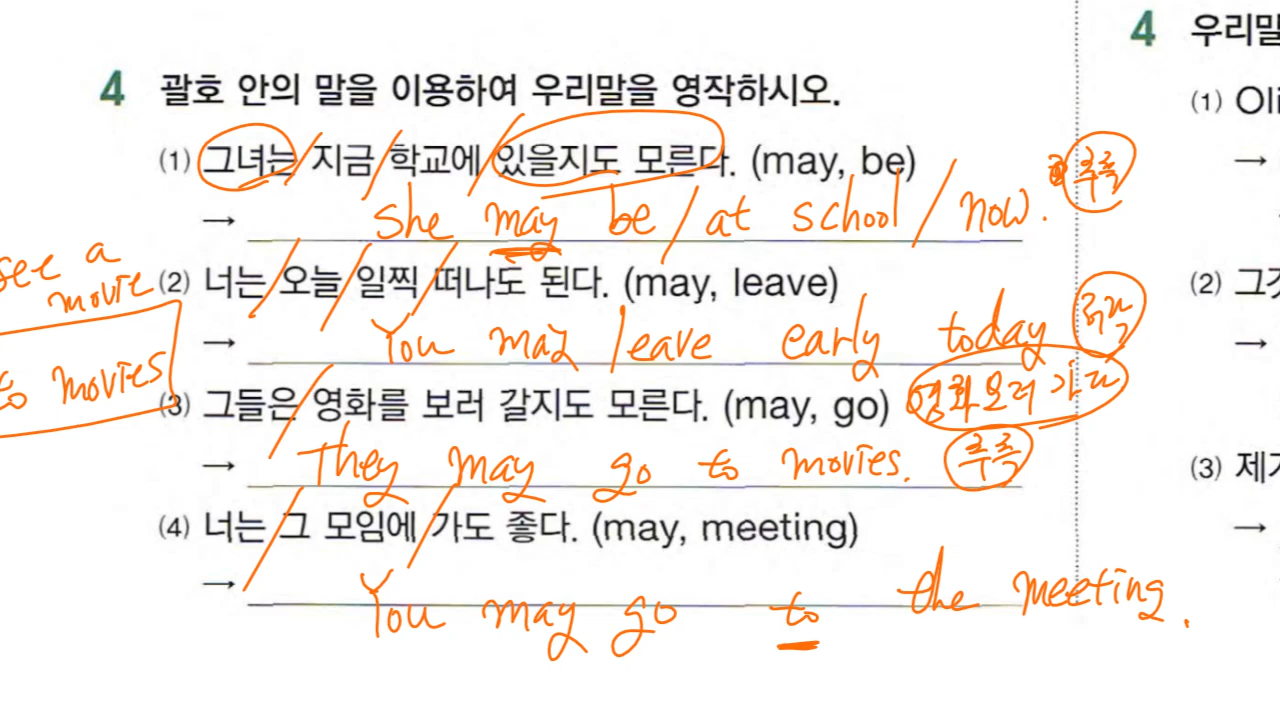 4 괄호 안의 말을 이용하여 우리말을 영작하시오.
(1) 그녀는 / 지금 / 학교에 / 있을지도 모른다. (may, be) 추측
→ She may be / at school / now.
see a
movie
(2) 너는 / 오늘 / 일찍 / 떠나도 된다. (may, leave)
→ You may leave early today 허락
to movies
(3) 그들은 / 영화를 보러 갈지도 모른다. (may, go) 영화보러 가다
→ They may go to movies. 추측
(4) 너는 / 그 모임에 / 가도 좋다. (may, meeting)
→ You may go to the meeting.
4 우리말
(1) Oli
→
(2) 그것
→
(3) 제
→